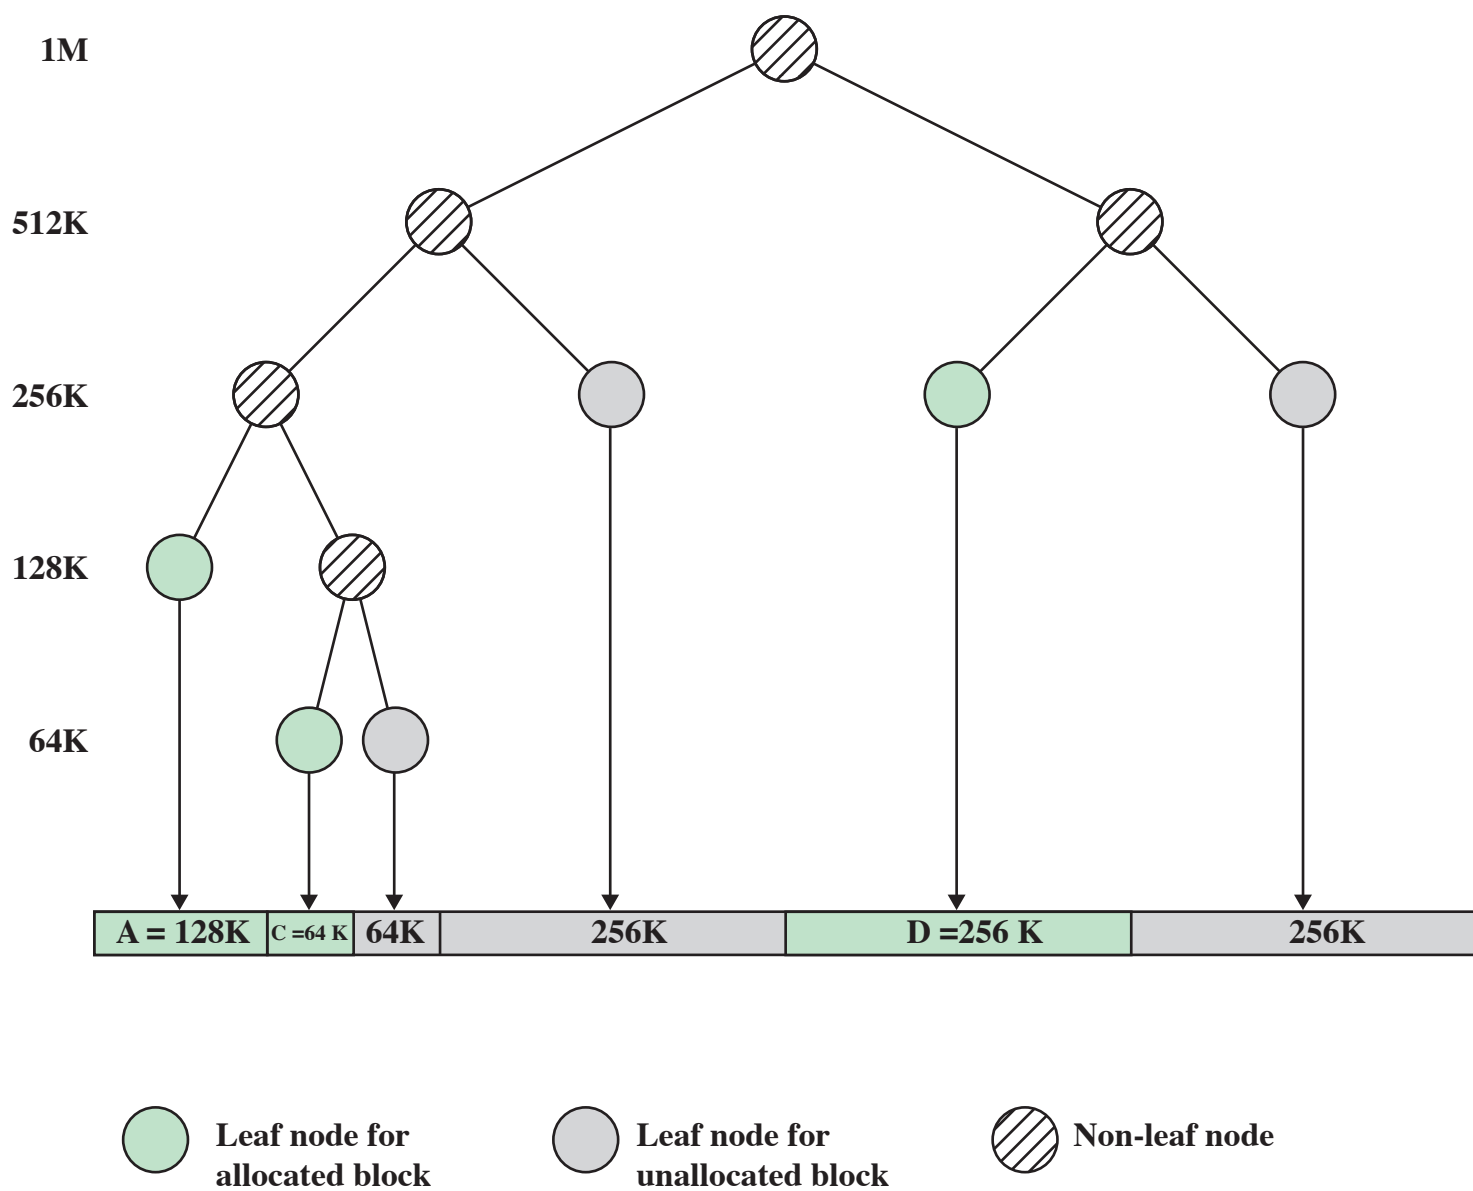 1M
512K
256K
128K
64K
A = 128K C =64 K 64K 256K D =256 K 256K
Leaf node for
allocated block
Leaf node for
unallocated block
Non-leaf node